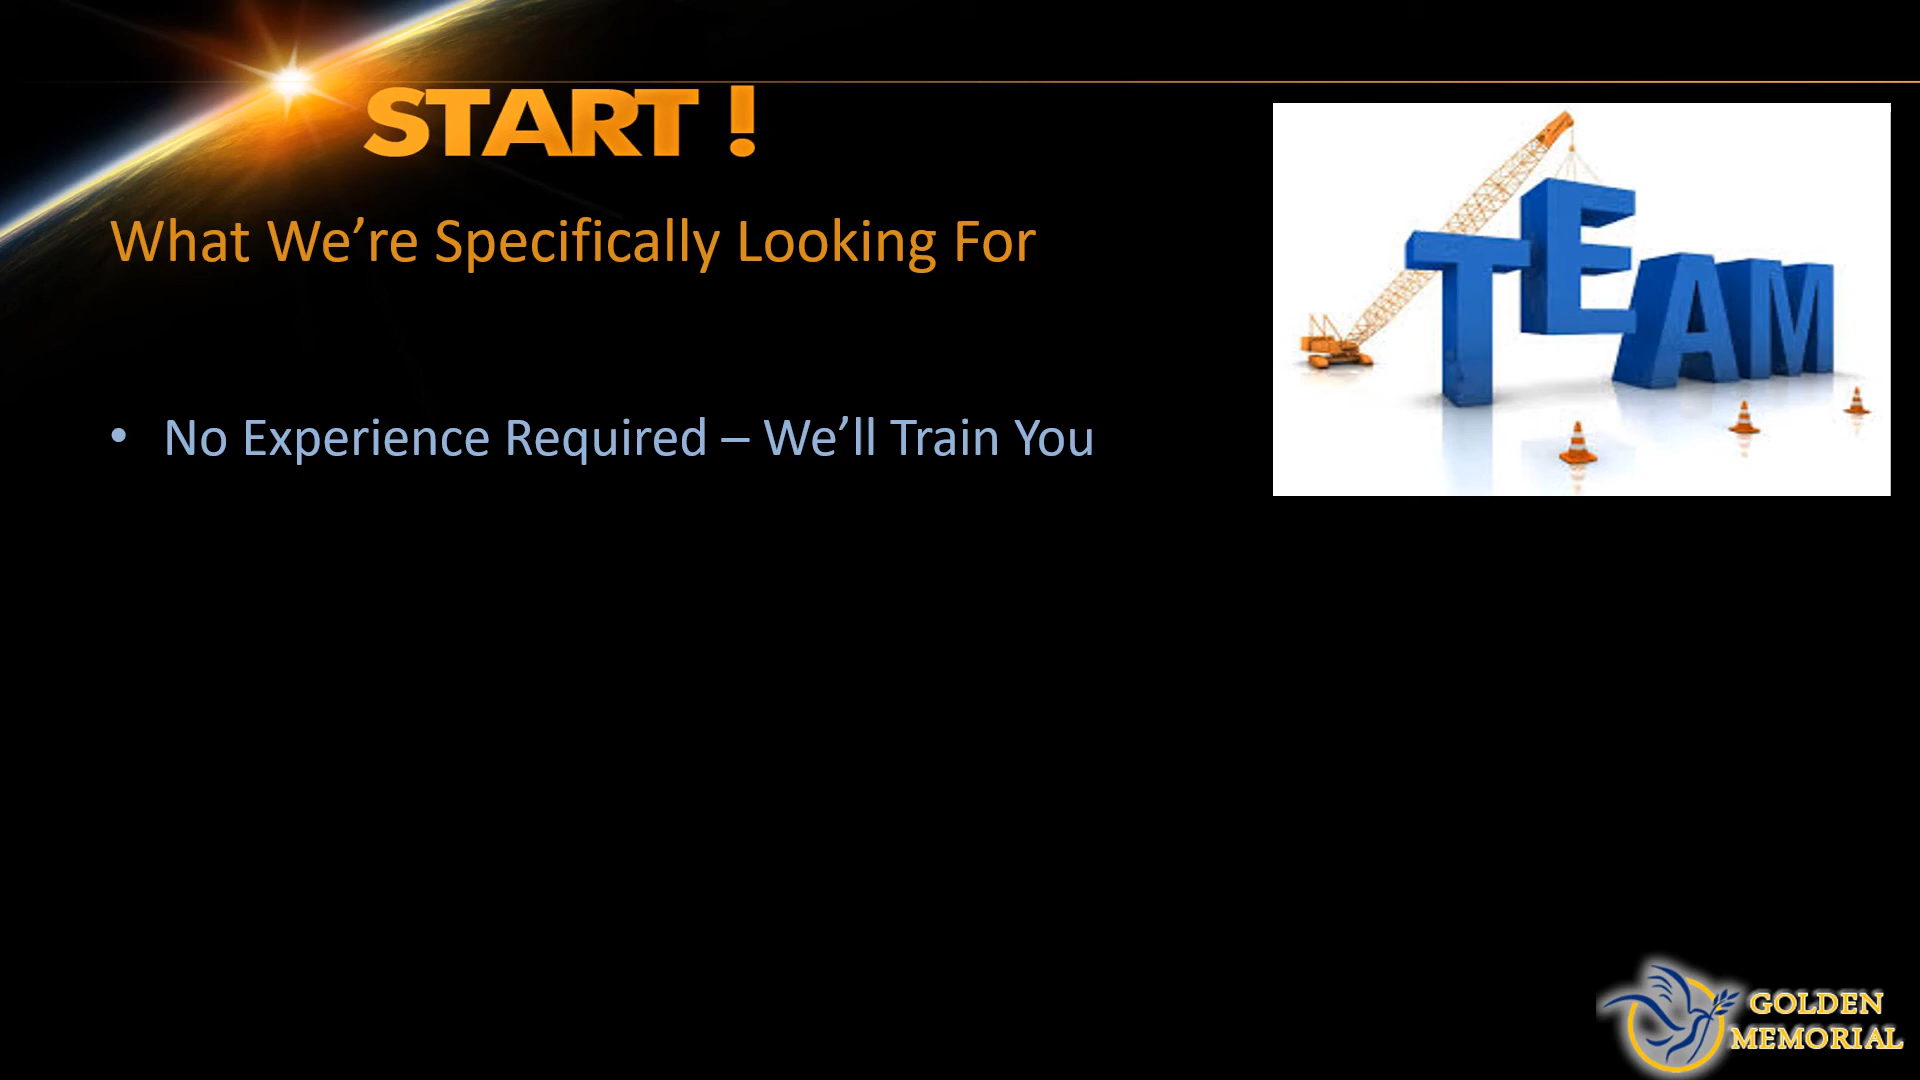 START !
What We’re Specifically Looking For
TEAM
• No Experience Required – We’ll Train You
GOLDEN
MEMORIAL